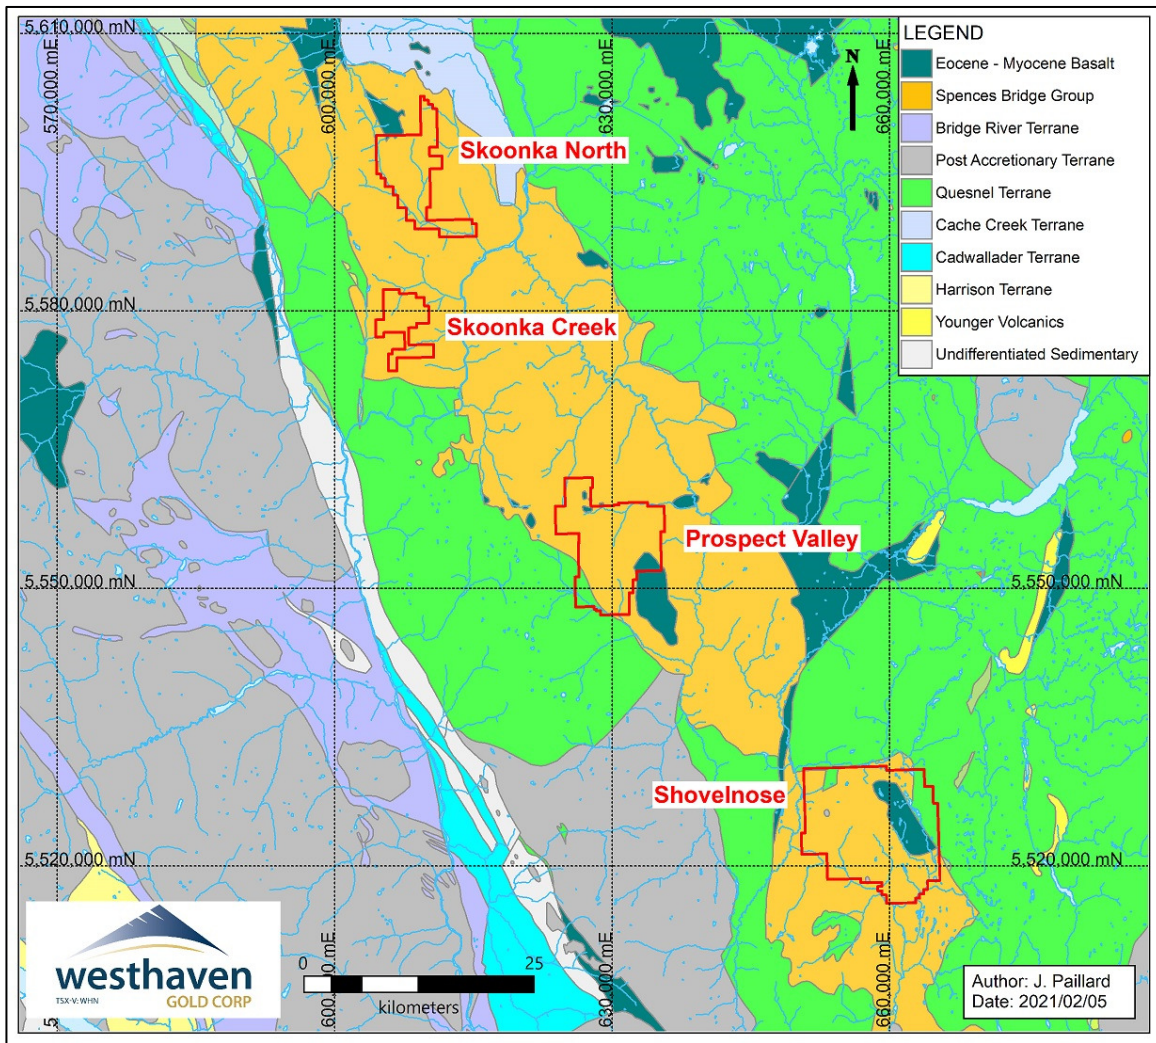 5,610,000 mN
570,000 mE
600,000 mE
630,000 mE
660,000 mE
LEGEND
Eocene - Myocene Basalt
Spences Bridge Group
Bridge River Terrane
Post Accretionary Terrane
Quesnel Terrane
Cache Creek Terrane
Cadwallader Terrane
Harrison Terrane
Younger Volcanics
Undifferentiated Sedimentary
N
Skoonka North
5,580,000 mN
Skoonka Creek
Prospect Valley
5,550,000 mN
5,550,000 mN
Shovelnose
5,520,000 mN
5,520,000 mN
westhaven
TSX-V: WHN
GOLD CORP
0
25
kilometers
600,000 mE
630,000 mE
660,000 mE
Author: J. Paillard
Date: 2021/02/05